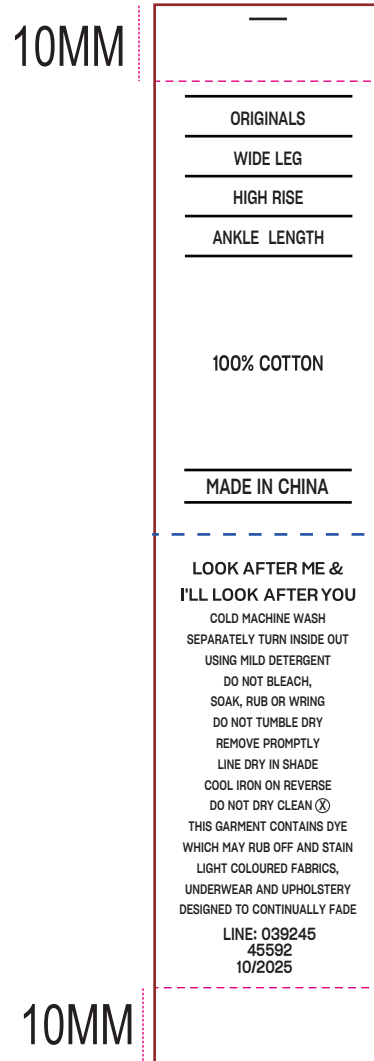 10MM
ORIGINALS
WIDE LEG
HIGH RISE
ANKLE LENGTH
100% COTTON
MADE IN CHINA
LOOK AFTER ME &
I'LL LOOK AFTER YOU
COLD MACHINE WASH
SEPARATELY TURN INSIDE OUT
USING MILD DETERGENT
DO NOT BLEACH,
SOAK, RUB OR WRING
DO NOT TUMBLE DRY
REMOVE PROMPTLY
LINE DRY IN SHADE
COOL IRON ON REVERSE
DO NOT DRY CLEAN Ⓧ
THIS GARMENT CONTAINS DYE
WHICH MAY RUB OFF AND STAIN
LIGHT COLOURED FABRICS,
UNDERWEAR AND UPHOLSTERY
DESIGNED TO CONTINUALLY FADE
LINE: 039245
45592
10/2025
10MM